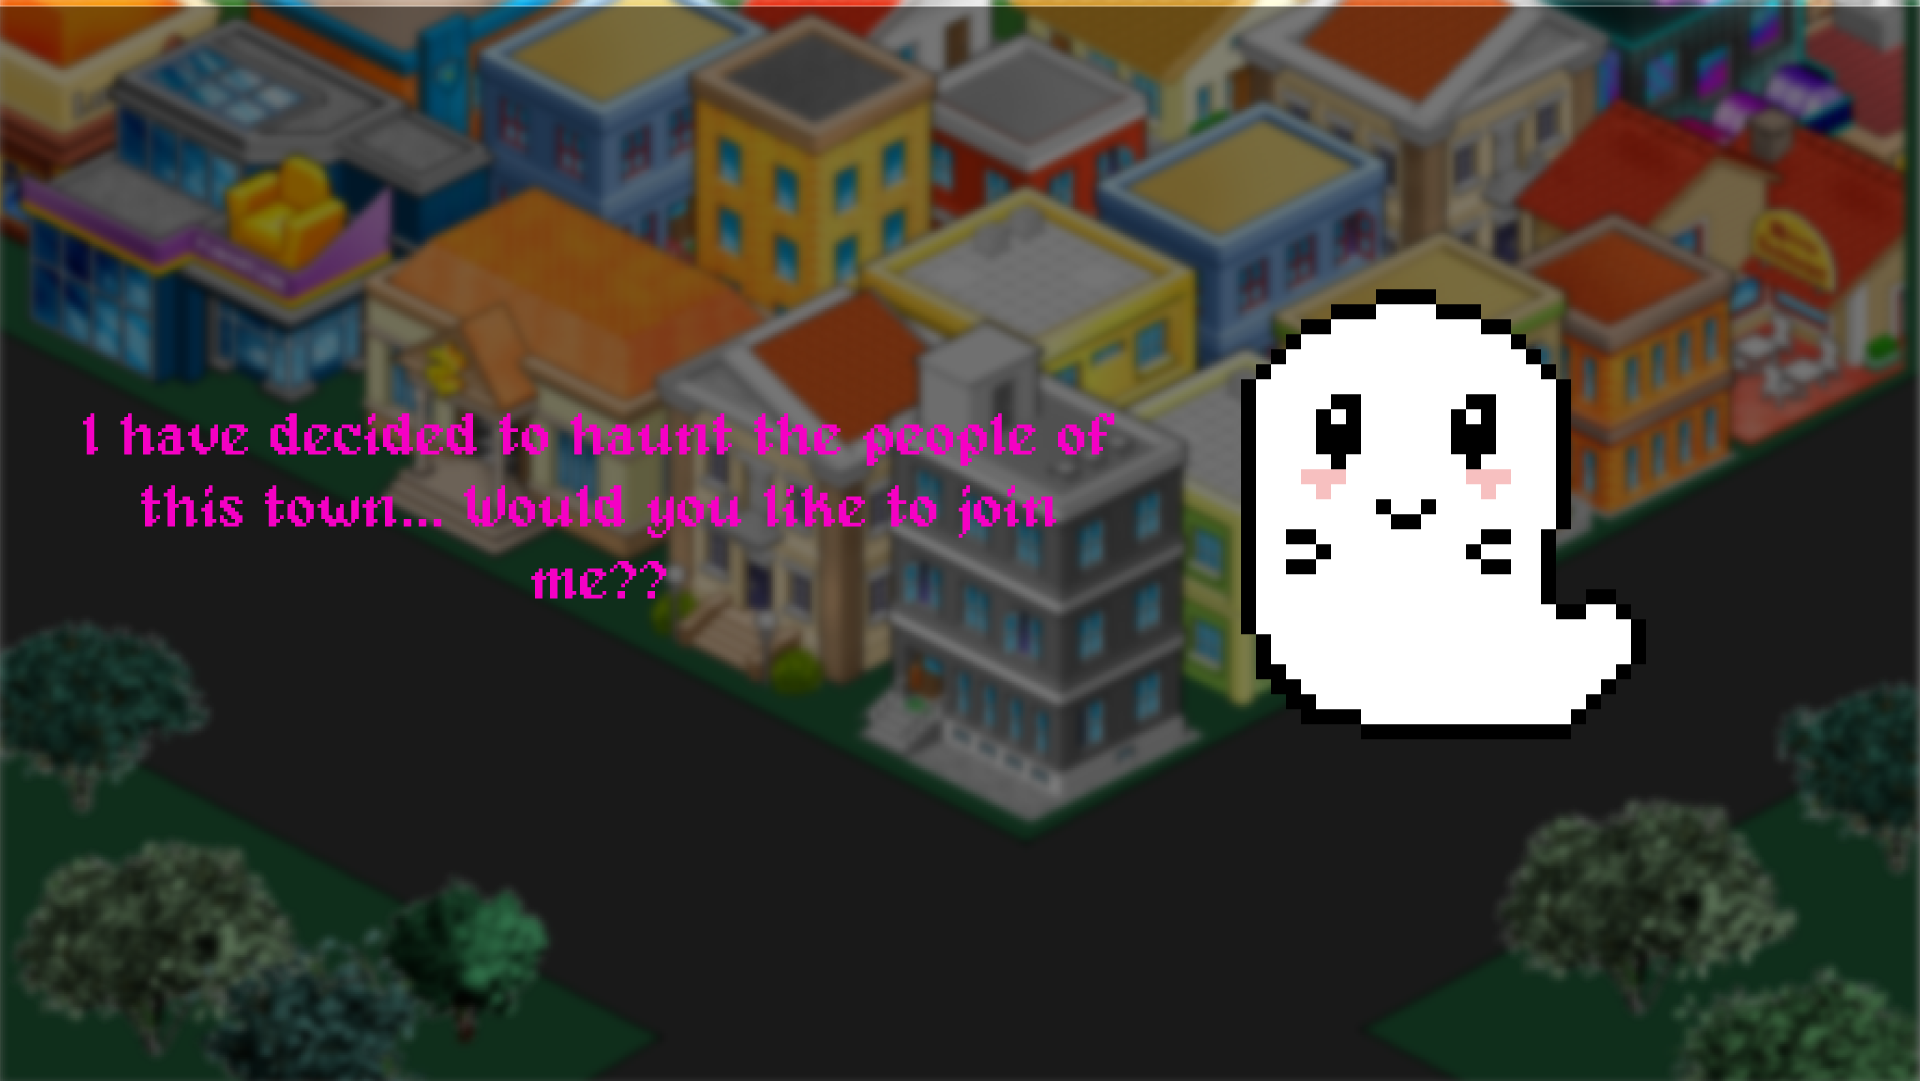 I have decided to haunt the people of
this town... Would you like to join
me??